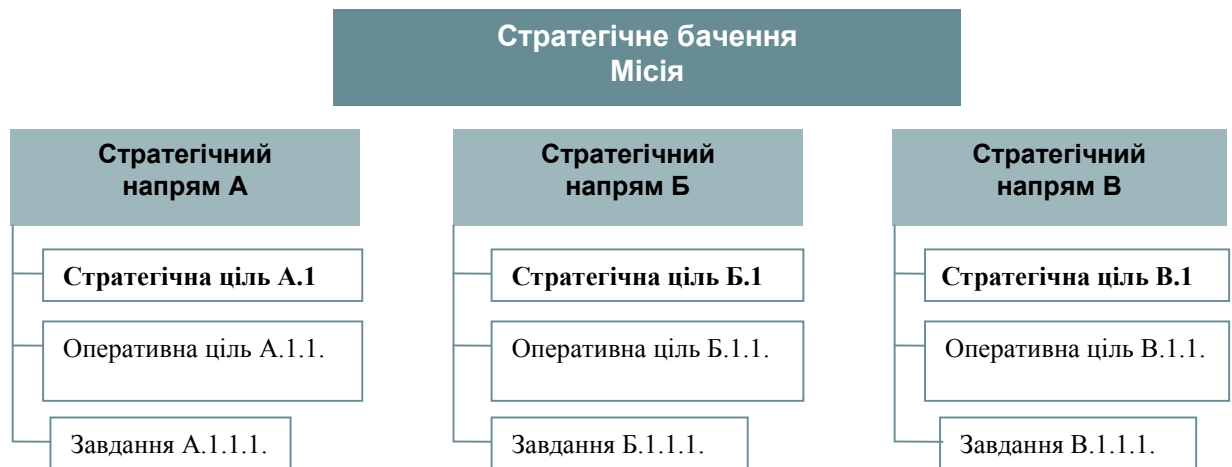 Стратегічне бачення
Місія
Стратегічний
напрям А
Стратегічна ціль А.1
Оперативна ціль А.1.1.
Завдання А.1.1.1.
Стратегічний
напрям Б
Стратегічна ціль Б.1
Оперативна ціль Б.1.1.
Завдання Б.1.1.1.
Стратегічний
напрям В
Стратегічна ціль В.1
Оперативна ціль В.1.1.
Завдання В.1.1.1.